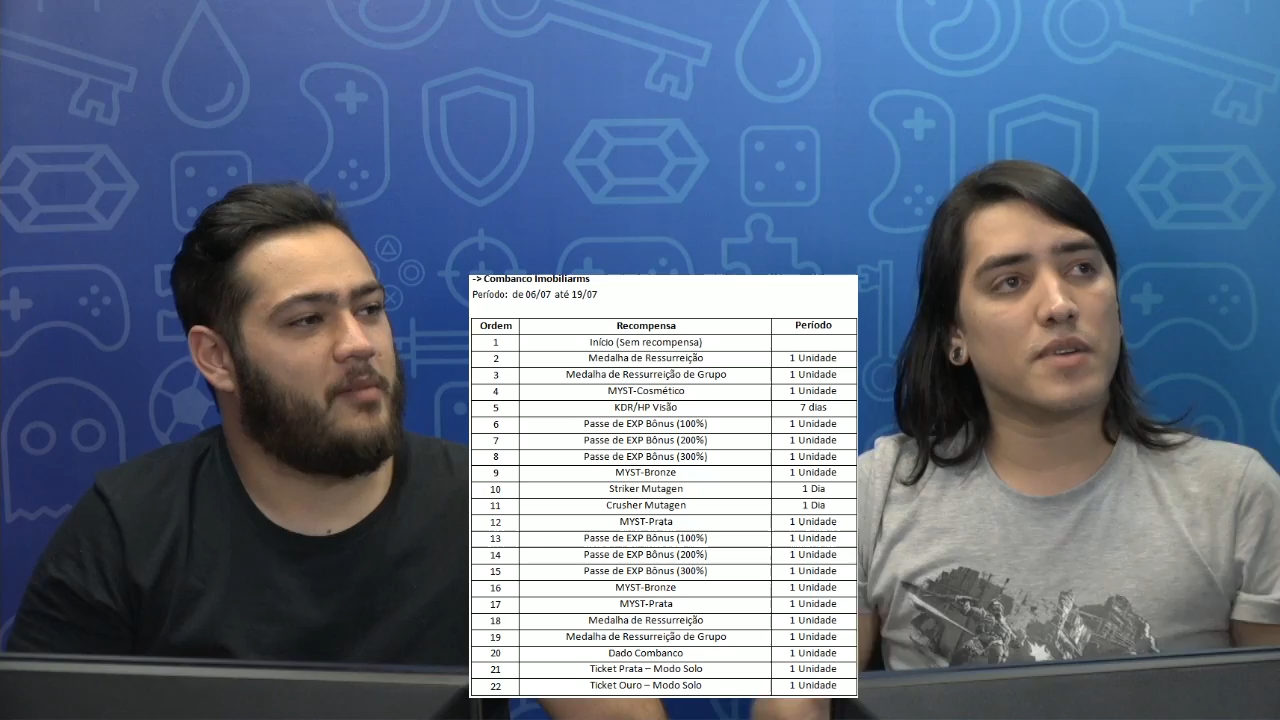 -> Combanco Imobiliarms
Período: de 06/07 até 19/07
Ordem Recompensa Período
1 Início (Sem recompensa)
2 Medalha de Ressurreição 1 Unidade
3 Medalha de Ressurreição de Grupo 1 Unidade
4 MYST-Cosmético 1 Unidade
5 KDR/HP Visão 7 dias
6 Passe de EXP Bônus (100%) 1 Unidade
7 Passe de EXP Bônus (200%) 1 Unidade
8 Passe de EXP Bônus (300%) 1 Unidade
9 MYST-Bronze 1 Unidade
10 Striker Mutagen 1 Dia
11 Crusher Mutagen 1 Dia
12 MYST-Prata 1 Unidade
13 Passe de EXP Bônus (100%) 1 Unidade
14 Passe de EXP Bônus (200%) 1 Unidade
15 Passe de EXP Bônus (300%) 1 Unidade
16 MYST-Bronze 1 Unidade
17 MYST-Prata 1 Unidade
18 Medalha de Ressurreição 1 Unidade
19 Medalha de Ressurreição de Grupo 1 Unidade
20 Dado Combanco 1 Unidade
21 Ticket Prata – Modo Solo 1 Unidade
22 Ticket Ouro – Modo Solo 1 Unidade